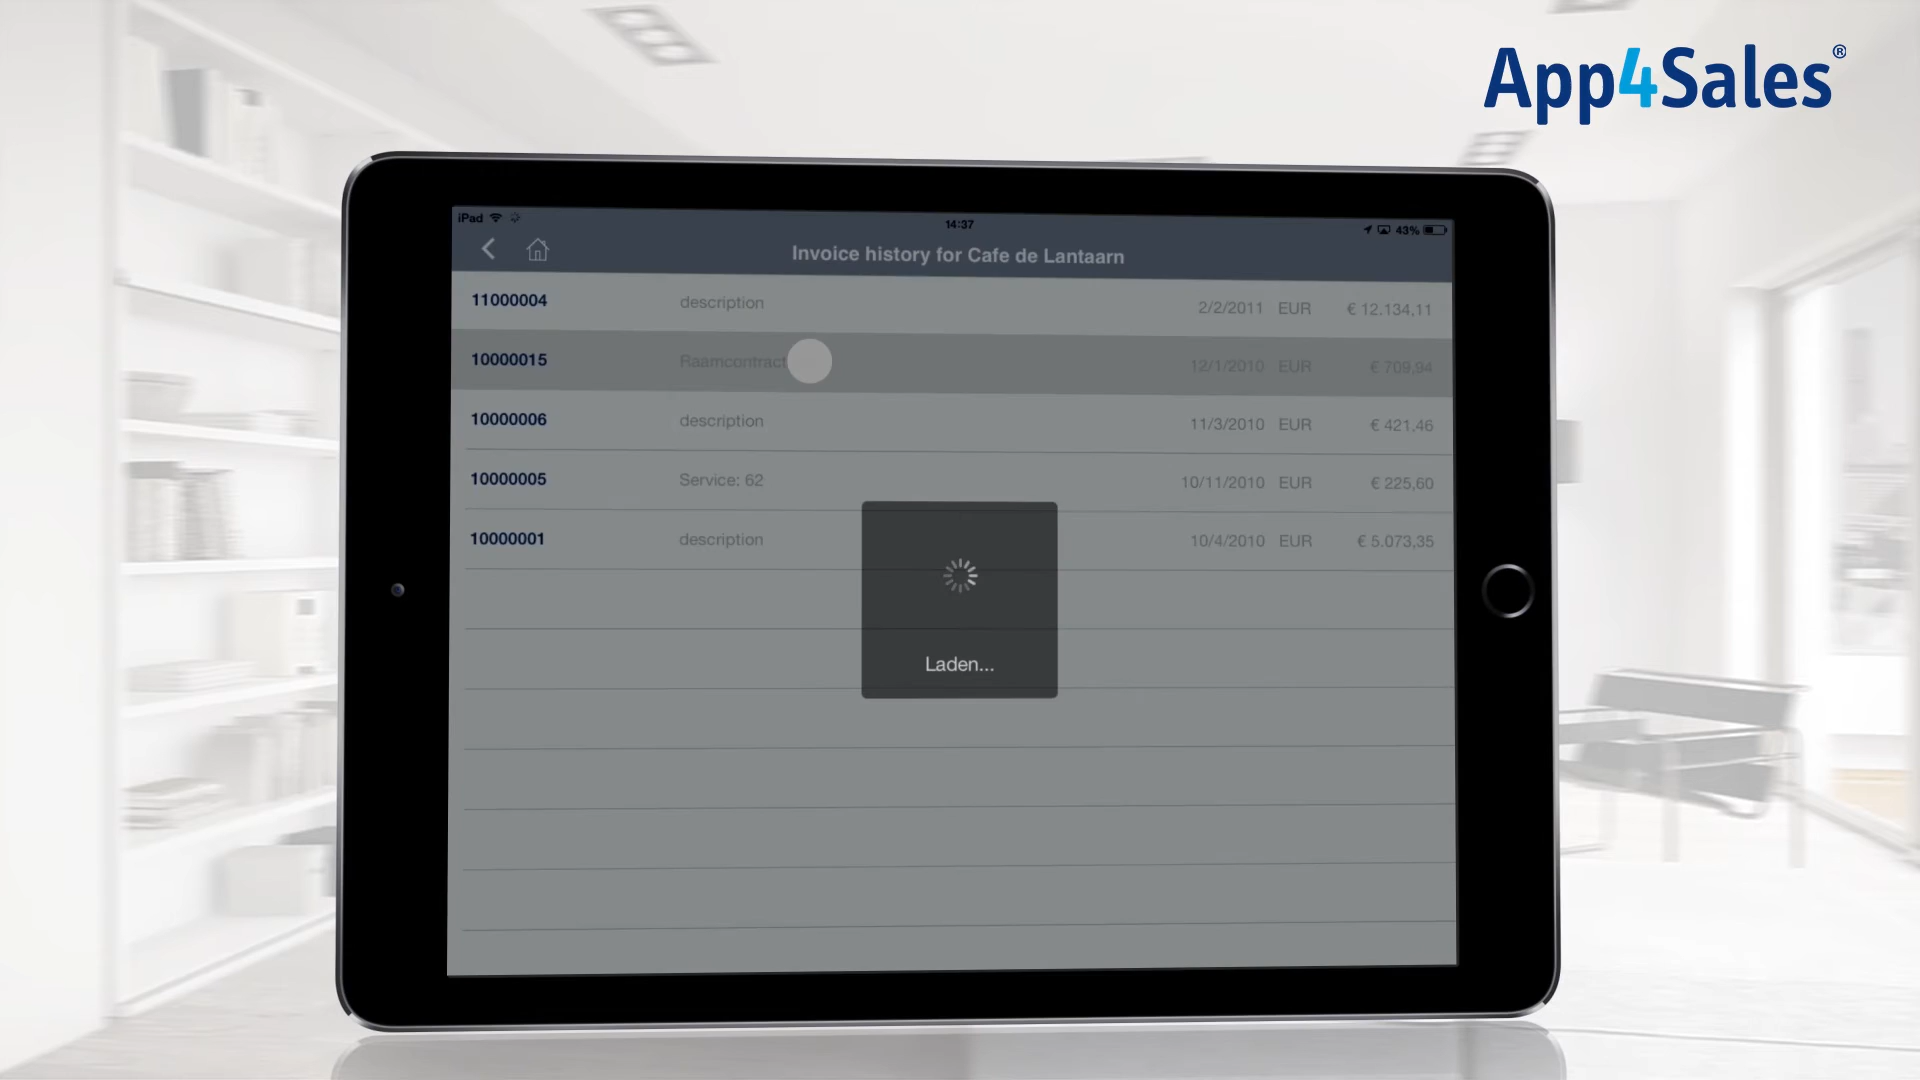 App4Sales®
iPad
14:37
43%
Invoice history for Cafe de Lantaarn
11000004 description 2/2/2011 EUR € 12.134,11
10000015 Raamcontract 12/1/2010 EUR € 709,94
10000006 description 11/3/2010 EUR € 421,46
10000005 Service: 62 10/11/2010 EUR € 225,60
10000001 description 10/4/2010 EUR € 5.073,35
Laden...